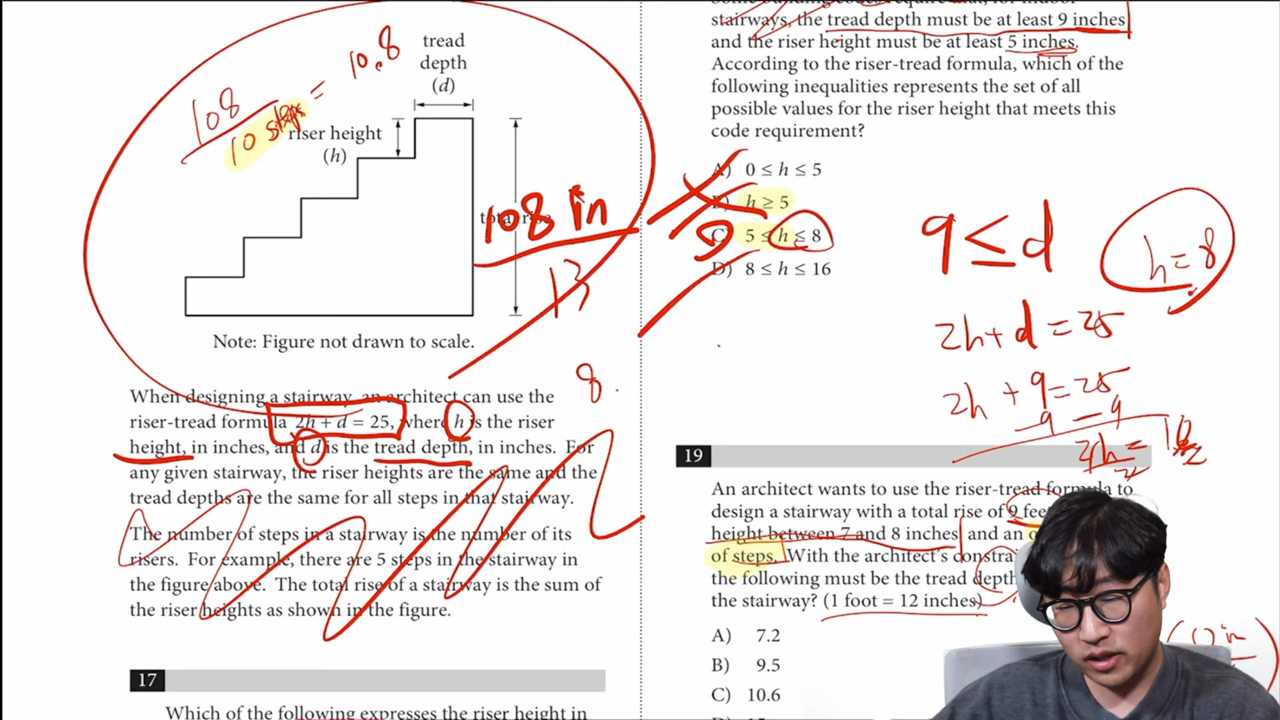 tread
depth
(d)
108
10 steps
= 10.8
riser height
(h)
108 in
13
8
Note: Figure not drawn to scale.
When designing a stairway, an architect can use the
riser-tread formula 2h + d = 25, where h is the riser
height, in inches, and d is the tread depth, in inches. For
any given stairway, the riser heights are the same and the
tread depths are the same for all steps in that stairway.
The number of steps in a stairway is the number of its
risers. For example, there are 5 steps in the stairway in
the figure above. The total rise of a stairway is the sum of
the riser heights as shown in the figure.
17
Which of the following expresses the riser height in
stairways, the tread depth must be at least 9 inches
and the riser height must be at least 5 inches.
According to the riser-tread formula, which of the
following inequalities represents the set of all
possible values for the riser height that meets this
code requirement?
A) 0 ≤ h ≤ 5
h ≥ 5
C) 5 ≤ h ≤ 8
D) 8 ≤ h ≤ 16
9 ≤ d
h = 8
2h + d = 25
2h + 9 = 25
-9 -9
19
An architect wants to use the riser-tread formula to
design a stairway with a total rise of 9 fee
height between 7 and 8 inches, and an o
of steps. With the architect's constra
the following must be the tread depth
the stairway? (1 foot = 12 inches)
A) 7.2
B) 9.5
C) 10.6